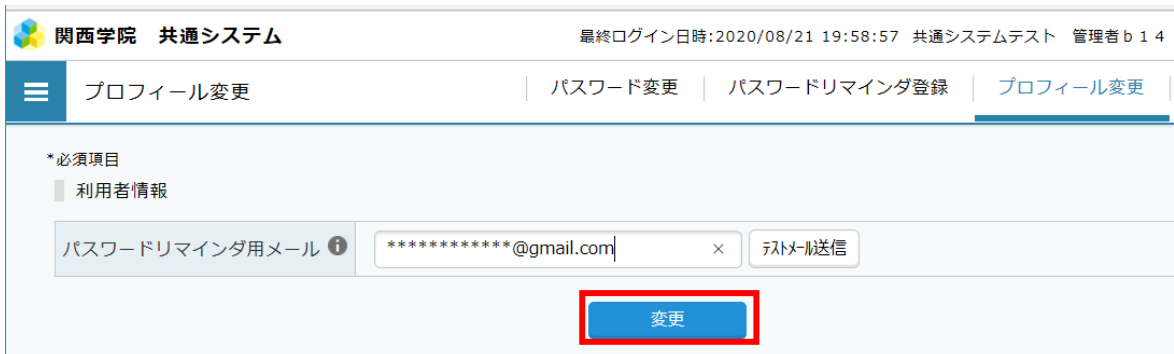 関西学院 共通システム
最終ログイン日時:2020/08/21 19:58:57 共通システムテスト 管理者ｂ１４
プロフィール変更
パスワード変更
パスワードリマインダ登録
プロフィール変更
*必須項目
利用者情報
パスワードリマインダ用メール
************@gmail.com
×
ﾃｽﾄﾒｰﾙ送信
変更